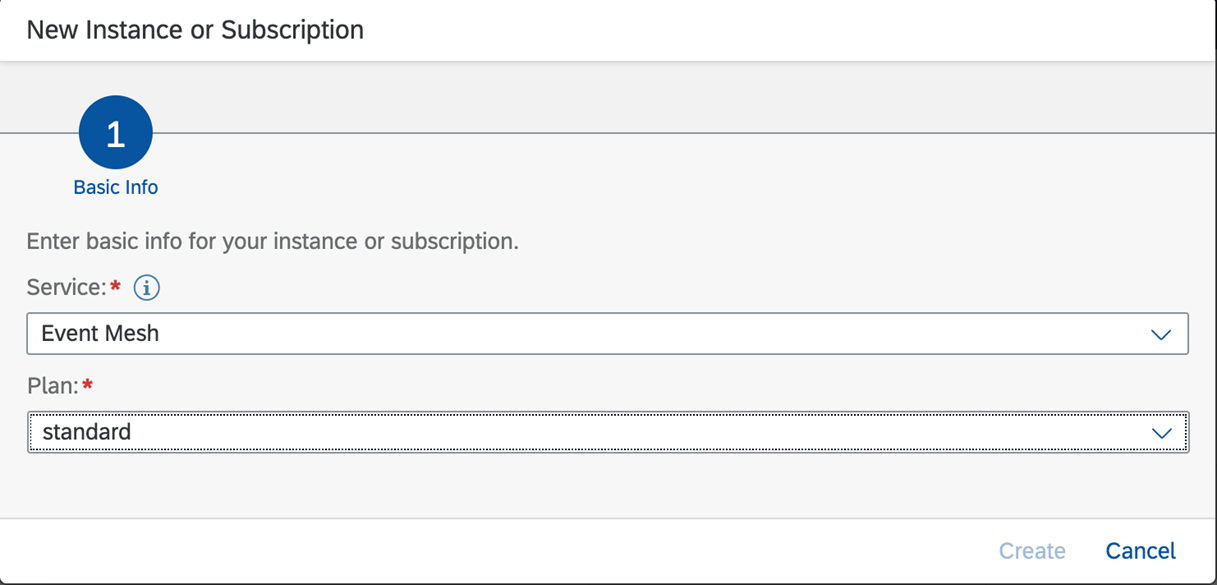 New Instance or Subscription
1
Basic Info
Enter basic info for your instance or subscription.
Service:*
Event Mesh
Plan:*
standard
Create Cancel